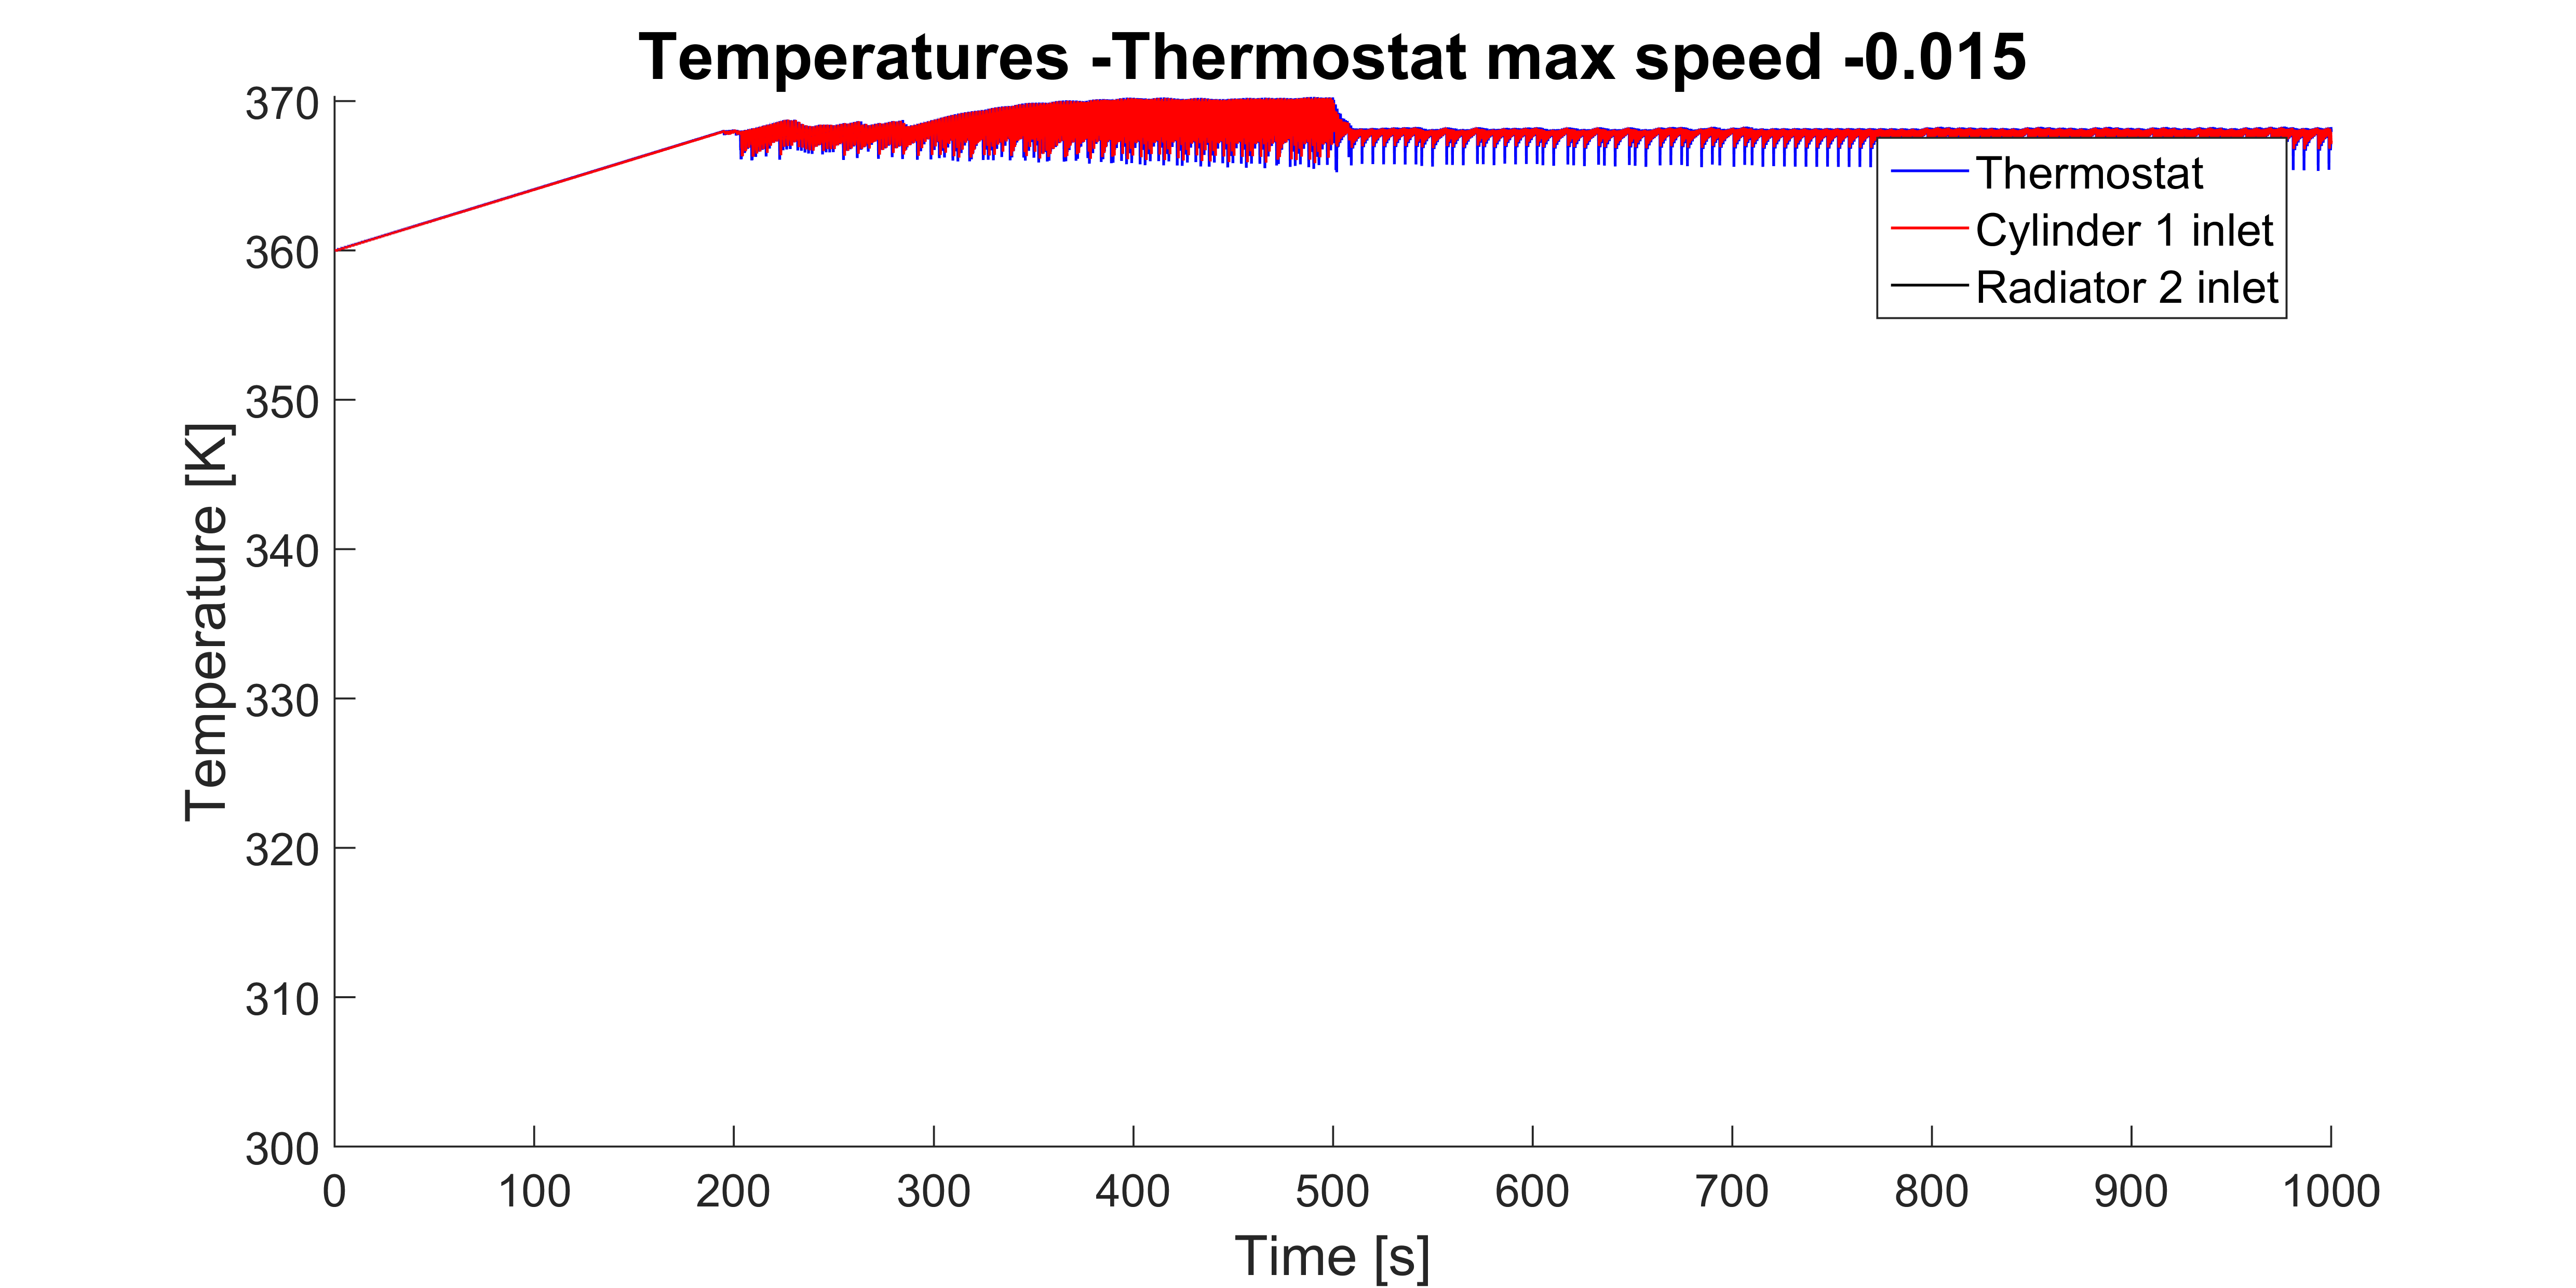 Temperatures -Thermostat max speed -0.015
370
360
350
340
330
320
310
300
Temperature [K]
Thermostat
Cylinder 1 inlet
Radiator 2 inlet
0 100 200 300 400 500 600 700 800 900 1000
Time [s]